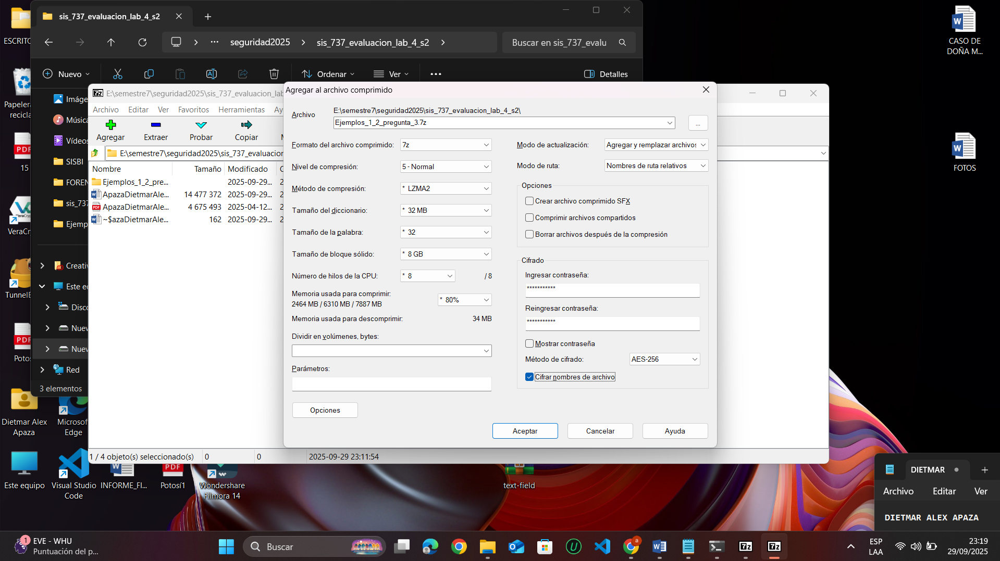 sis_737_evaluacion_lab_4_s2
seguridad2025
sis_737_evaluacion_lab_4_s2
Buscar en sis_737_evalu
Nuevo
Ordenar
Ver
Detalles
E:\semestre7\seguridad2025\sis_737_evaluacion_lab
Archivo Editar Ver Favoritos Herramientas Ay
Agregar Extraer Probar Copiar
E:\semestre7\seguridad2025\sis_737_evaluacion
Nombre Tamaño Modificado
Ejemplos_1_2_pre... 2025-09-29...
ApazaDietmarAle... 14 477 372 2025-09-29...
ApazaDietmarAle... 4 675 493 2025-04-12...
~$azaDietmarAle... 162 2025-09-29...
1 / 4 objeto(s) seleccionado(s) 0 0 2025-09-29 23:11:54
Agregar al archivo comprimido
Archivo
E:\semestre7\seguridad2025\sis_737_evaluacion_lab_4_s2\
Ejemplos_1_2_pregunta_3.7z
...
Formato del archivo comprimido: 7z
Nivel de compresión: 5 - Normal
Método de compresión: * LZMA2
Tamaño del diccionario: * 32 MB
Tamaño de la palabra: * 32
Tamaño de bloque sólido: * 8 GB
Número de hilos de la CPU: * 8 / 8
Memoria usada para comprimir:
2464 MB / 6310 MB / 7887 MB
* 80%
Memoria usada para descomprimir: 34 MB
Dividir en volúmenes, bytes:
Parámetros:
Opciones
Modo de actualización: Agregar y remplazar archivos
Modo de ruta: Nombres de ruta relativos
Opciones
Crear archivo comprimido SFX
Comprimir archivos compartidos
Borrar archivos después de la compresión
Cifrado
Ingresar contraseña:
***********
Reingresar contraseña:
***********
Mostrar contraseña
Método de cifrado: AES-256
Cifrar nombres de archivo
Aceptar Cancelar Ayuda
Imáge
Música
Vídeos
SISBI
FOREN
sis_737
Ejemp
Creativ
Este eq
Disco
Nuev
Nuev
Red
3 elementos
ESCRITO
Papelera
recicla
PDF
15
VeraCry
TunnelB
PDF
Poto
Dietmar Alex
Apaza
Microsof
Edge
Este equipo
Visual Studio
Code
INFORME_FI...
PDF
Potosí1
Wondershare
Filmora 14
text-field
CASO DE
DOÑA M...
FOTOS
DIETMAR
Archivo Editar Ver
DIETMAR ALEX APAZA
1
EVE - WHU
Puntuación del p...
Buscar
ESP
LAA
23:19
29/09/2025